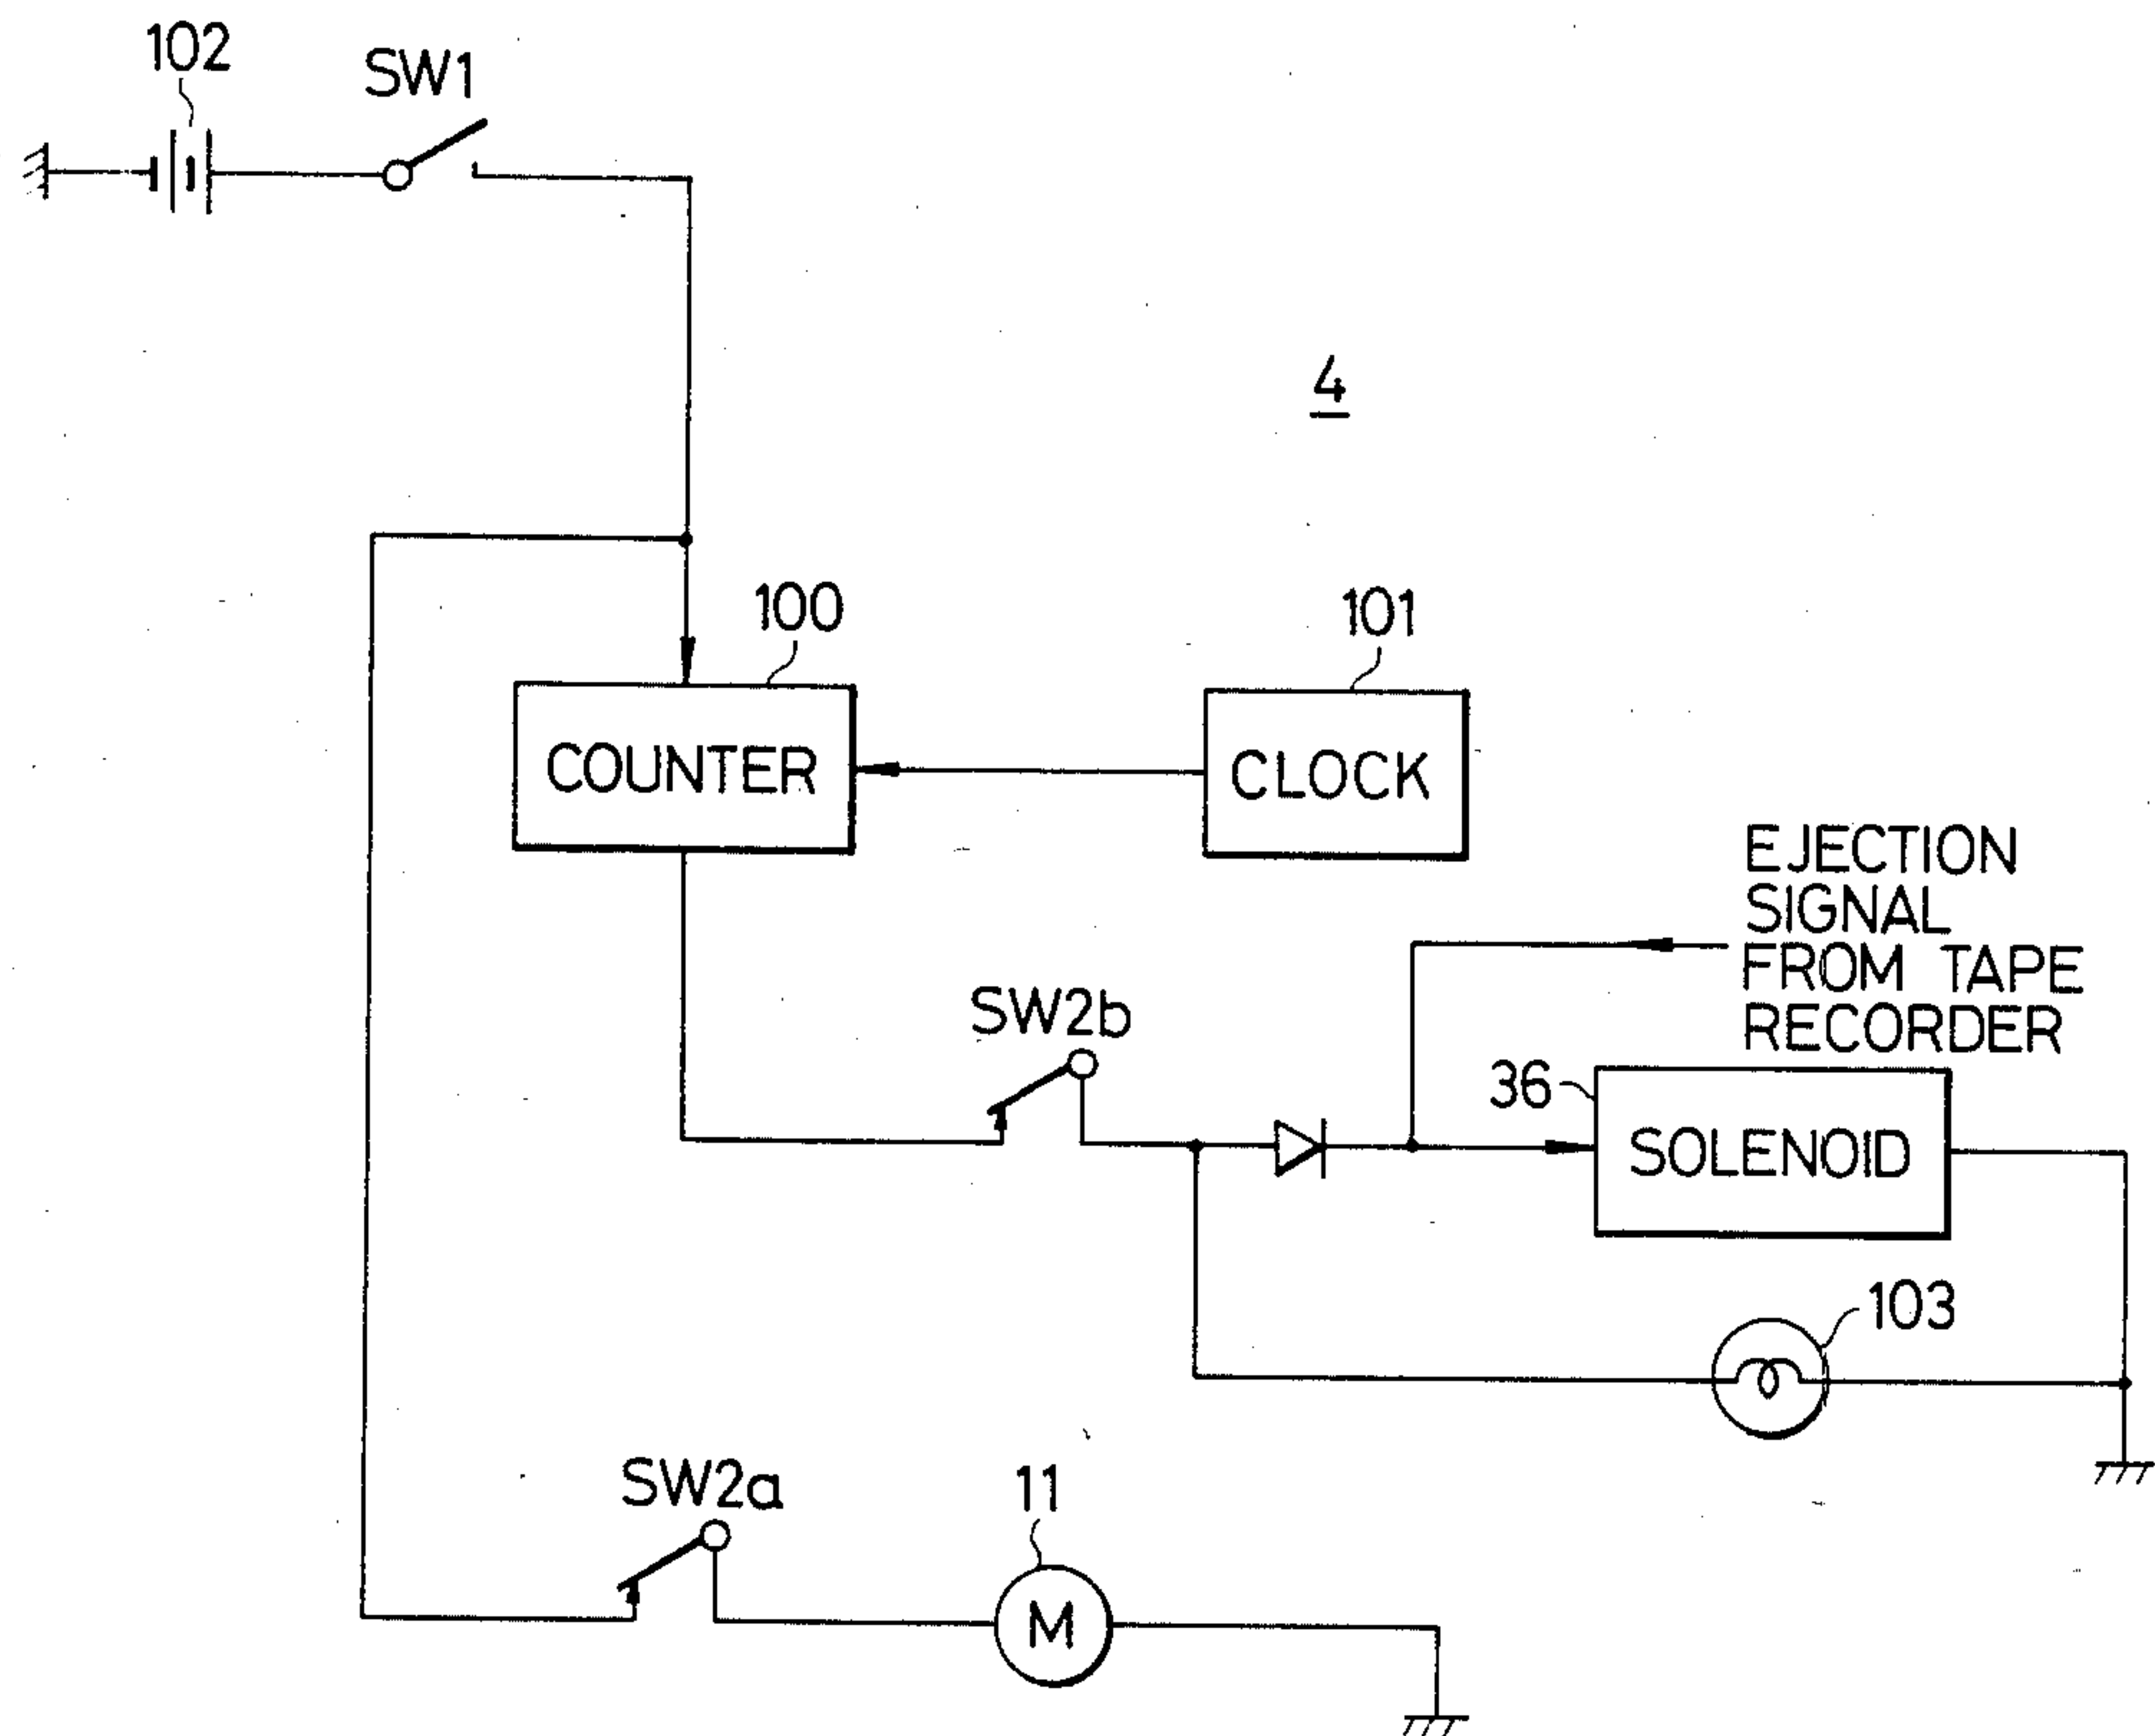 102
SW1
4
100
101
COUNTER
CLOCK
EJECTION
SIGNAL
FROM TAPE
RECORDER
SW2b
36
SOLENOID
103
SW2a
11
M